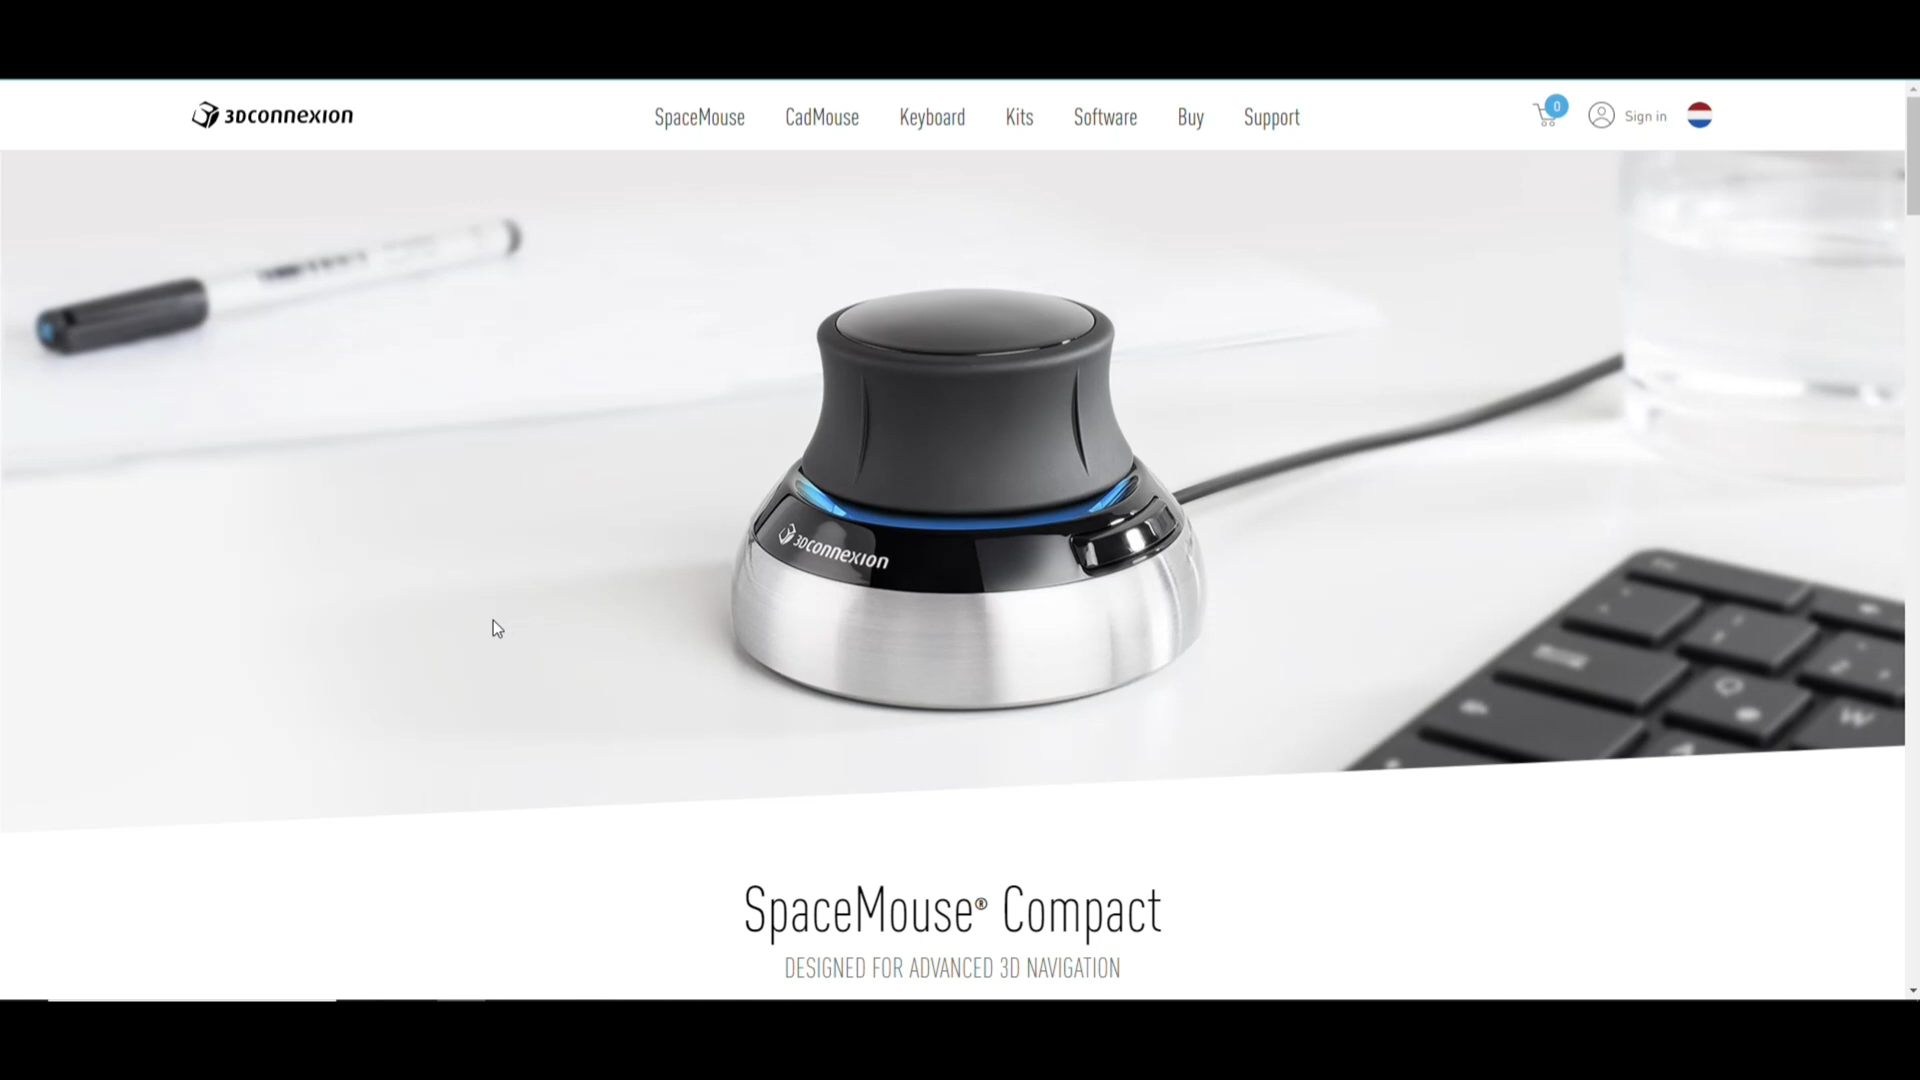 3DCONNEXION
SpaceMouse
CadMouse
Keyboard
Kits
Software
Buy
Support
0
Sign in
3DCONNEXION
Q
W
SpaceMouse® Compact
DESIGNED FOR ADVANCED 3D NAVIGATION